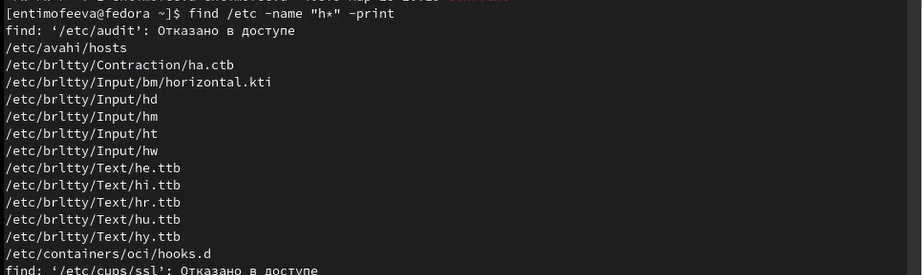 [entimofeeva@fedora ~]$ find /etc -name "h*" -print
find: ‘/etc/audit’: Отказано в доступе
/etc/avahi/hosts
/etc/brltty/Contraction/ha.ctb
/etc/brltty/Input/bm/horizontal.kti
/etc/brltty/Input/hd
/etc/brltty/Input/hm
/etc/brltty/Input/ht
/etc/brltty/Input/hw
/etc/brltty/Text/he.ttb
/etc/brltty/Text/hi.ttb
/etc/brltty/Text/hr.ttb
/etc/brltty/Text/hu.ttb
/etc/brltty/Text/hy.ttb
/etc/containers/oci/hooks.d
find: ‘/etc/cups/ssl’: Отказано в доступе